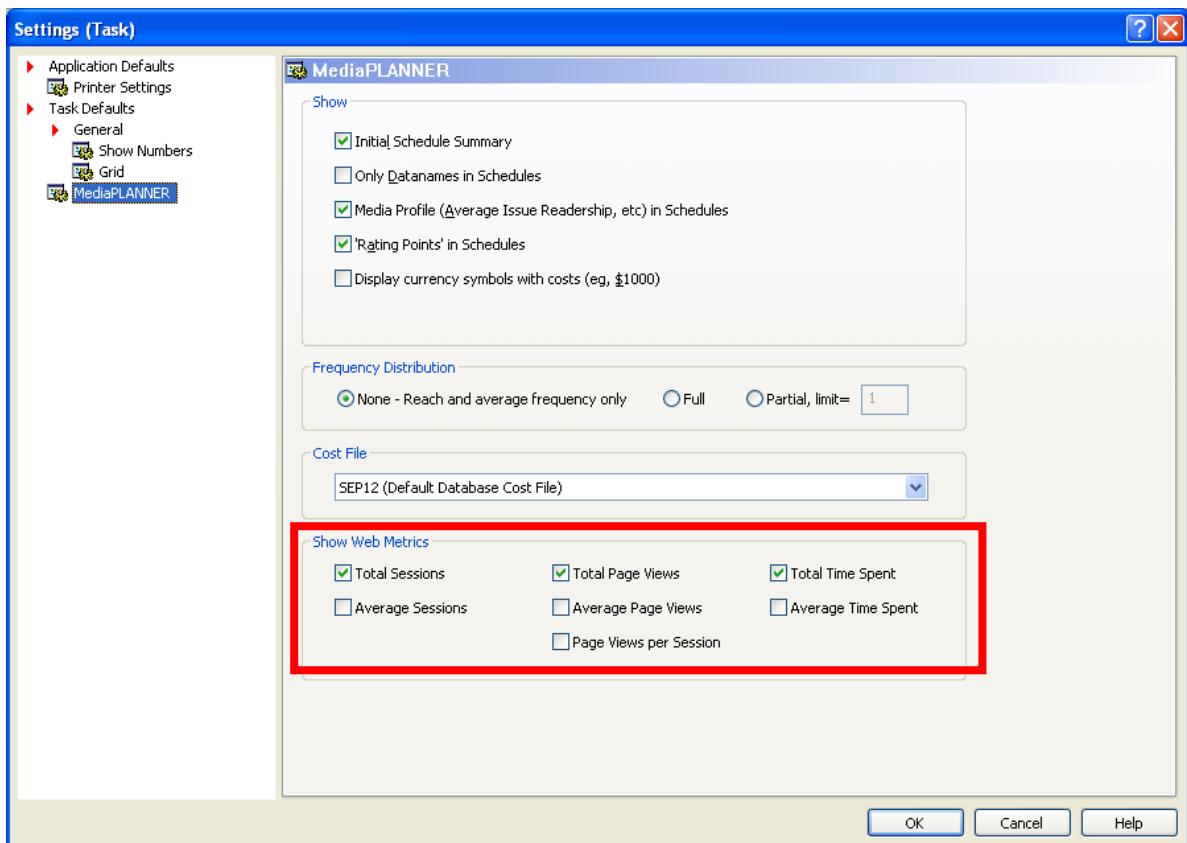 Settings (Task)
Application Defaults
Printer Settings
Task Defaults
General
Show Numbers
Grid
MediaPLANNER
MediaPLANNER
Show
Initial Schedule Summary
Only Datanames in Schedules
Media Profile (Average Issue Readership, etc) in Schedules
'Rating Points' in Schedules
Display currency symbols with costs (eg, $1000)
Frequency Distribution
None - Reach and average frequency only Full Partial, limit= 1
Cost File
SEP12 (Default Database Cost File)
Show Web Metrics
Total Sessions Total Page Views Total Time Spent
Average Sessions Average Page Views Average Time Spent
Page Views per Session
OK Cancel Help